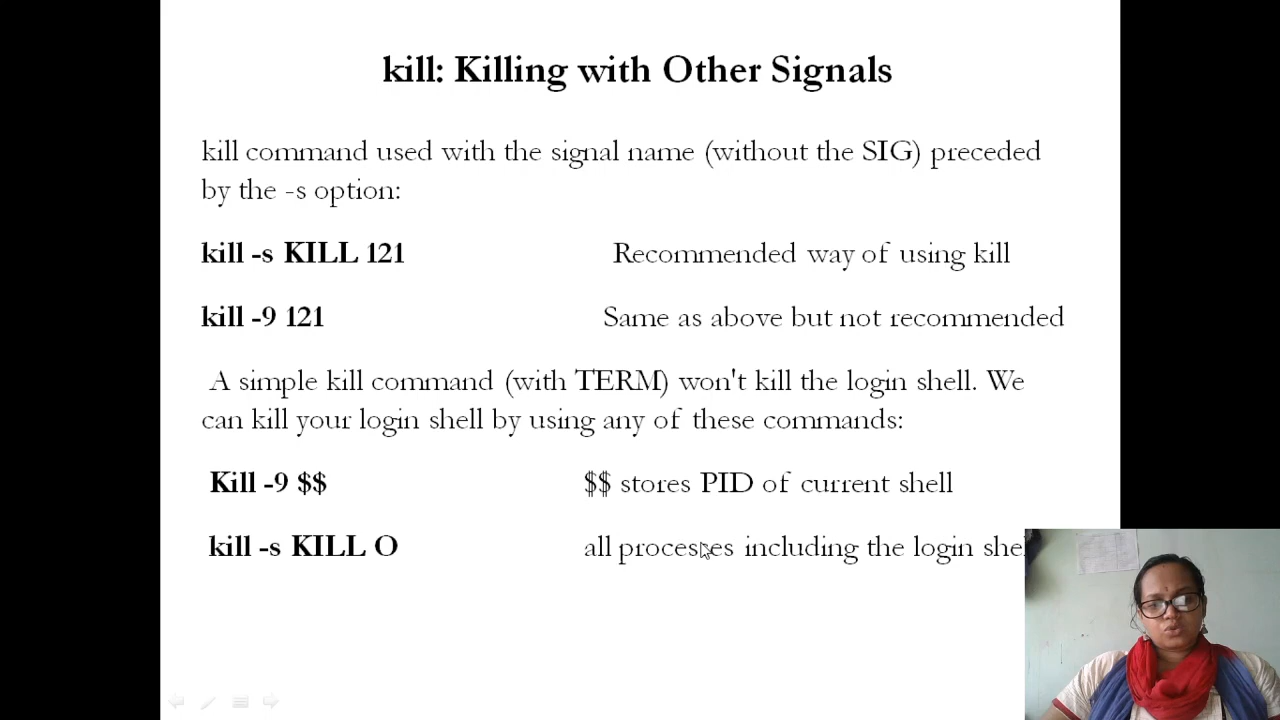 kill: Killing with Other Signals
kill command used with the signal name (without the SIG) preceded
by the -s option:
kill -s KILL 121 Recommended way of using kill
kill -9 121 Same as above but not recommended
A simple kill command (with TERM) won't kill the login shell. We
can kill your login shell by using any of these commands:
Kill -9 $$ $$ stores PID of current shell
kill -s KILL O all processes including the login